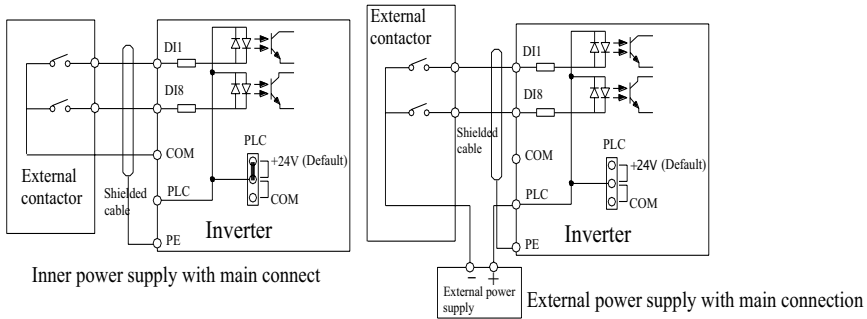 DI1
DI8
PLC
+24V (Default)
COM
COM
PLC
PE
External
contactor
Shielded
cable
Inverter
Inner power supply with main connect
External
contactor
DI1
DI8
PLC
+24V (Default)
COM
Shielded
cable
COM
PLC
PE
Inverter
− +
External power
supply
External power supply with main connection